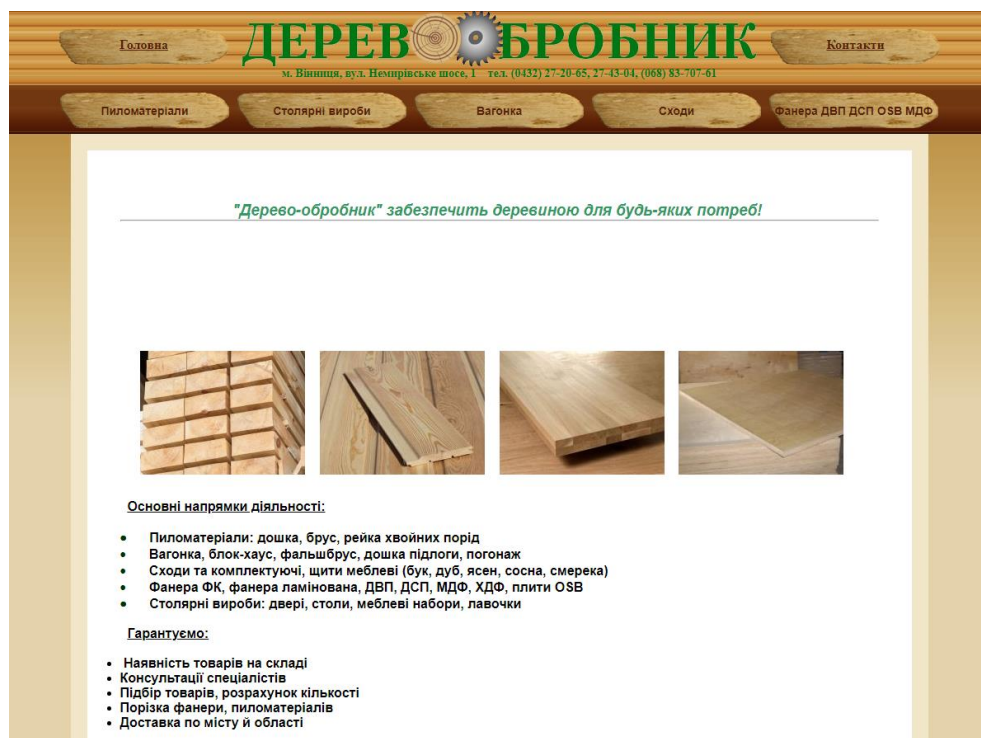 Головна
ДЕРЕВООБРОБНИК
Контакти
м. Вінниця, вул. Немирівське шосе, 1 тел. (0432) 27-20-65, 27-43-04, (068) 83-707-61
Пиломатеріали
Столярні вироби
Вагонка
Сходи
Фанера ДВП ДСП OSB МДФ
"Дерево-обробник" забезпечить деревиною для будь-яких потреб!
Основні напрямки діяльності:
• Пиломатеріали: дошка, брус, рейка хвойних порід
• Вагонка, блок-хаус, фальшбрус, дошка підлоги, погонаж
• Сходи та комплектуючі, щити меблеві (бук, дуб, ясен, сосна, смерека)
• Фанера ФК, фанера ламінована, ДВП, ДСП, МДФ, ХДФ, плити OSB
• Столярні вироби: двері, столи, меблеві набори, лавочки
Гарантуємо:
• Наявність товарів на складі
• Консультації спеціалістів
• Підбір товарів, розрахунок кількості
• Порізка фанери, пиломатеріалів
• Доставка по місту й області